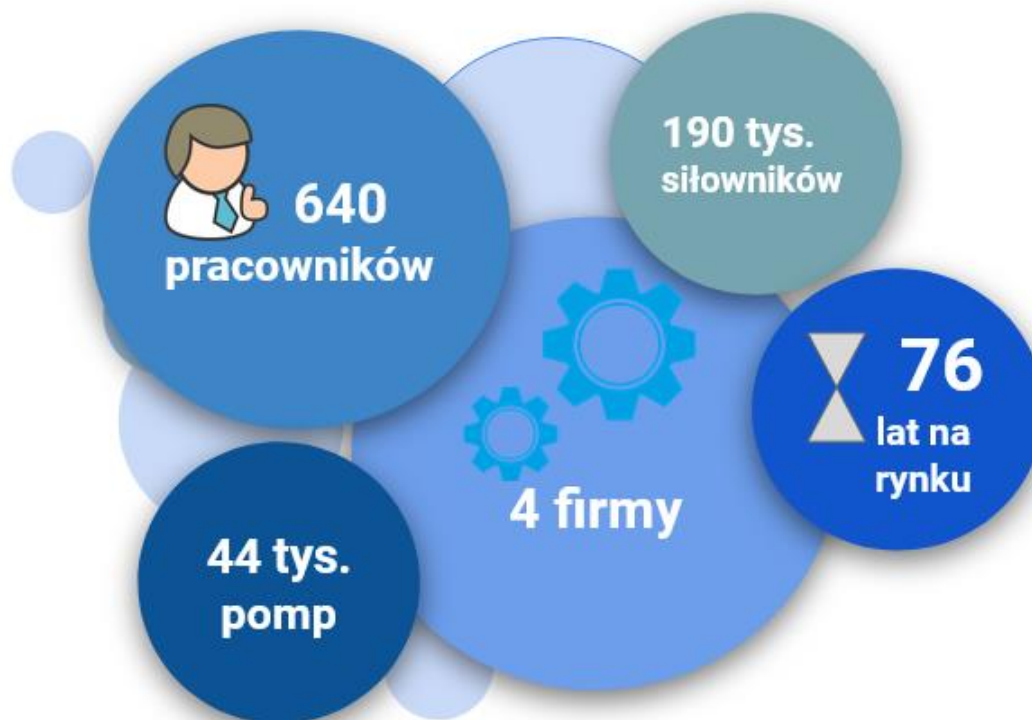 640
pracowników
190 tys.
siłowników
76
lat na
rynku
4 firmy
44 tys.
pomp